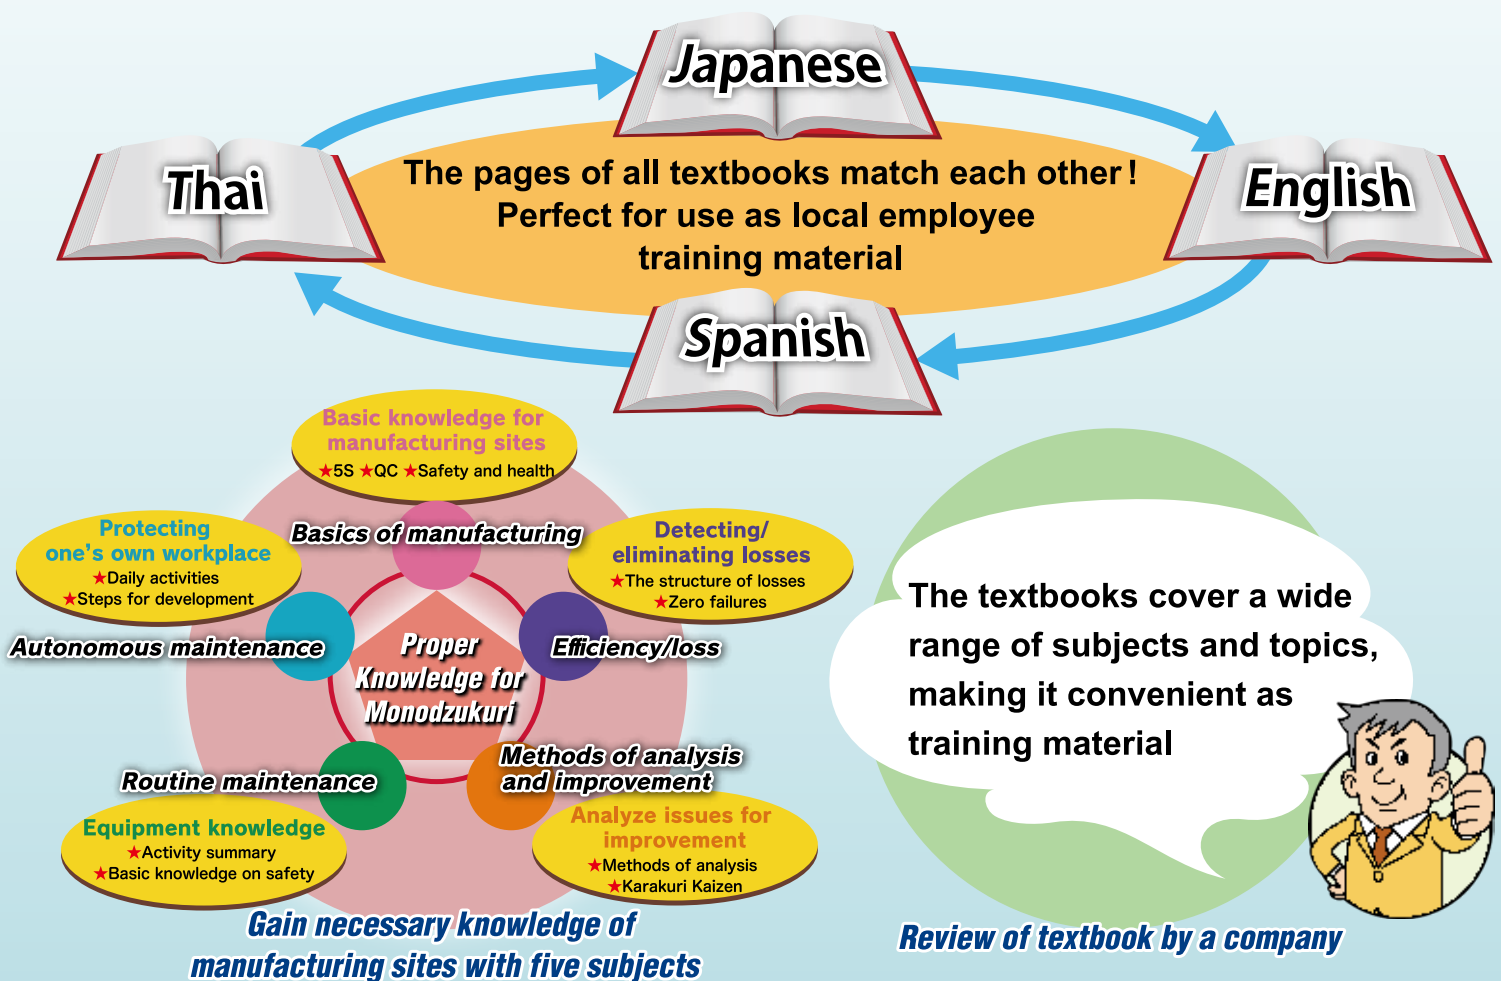 Japanese
Thai
English
The pages of all textbooks match each other!
Perfect for use as local employee
training material
Spanish
Basic knowledge for
manufacturing sites
★5S ★QC ★Safety and health
Basics of manufacturing
Protecting
one's own workplace
★Daily activities
★Steps for development
Autonomous maintenance
Detecting/
eliminating losses
★The structure of losses
★Zero failures
Efficiency/loss
Proper
Knowledge for
Monodzukuri
Routine maintenance
Equipment knowledge
★Activity summary
★Basic knowledge on safety
Methods of analysis
and improvement
Analyze issues for
improvement
★Methods of analysis
★Karakuri Kaizen
Gain necessary knowledge of
manufacturing sites with five subjects
The textbooks cover a wide
range of subjects and topics,
making it convenient as
training material
Review of textbook by a company